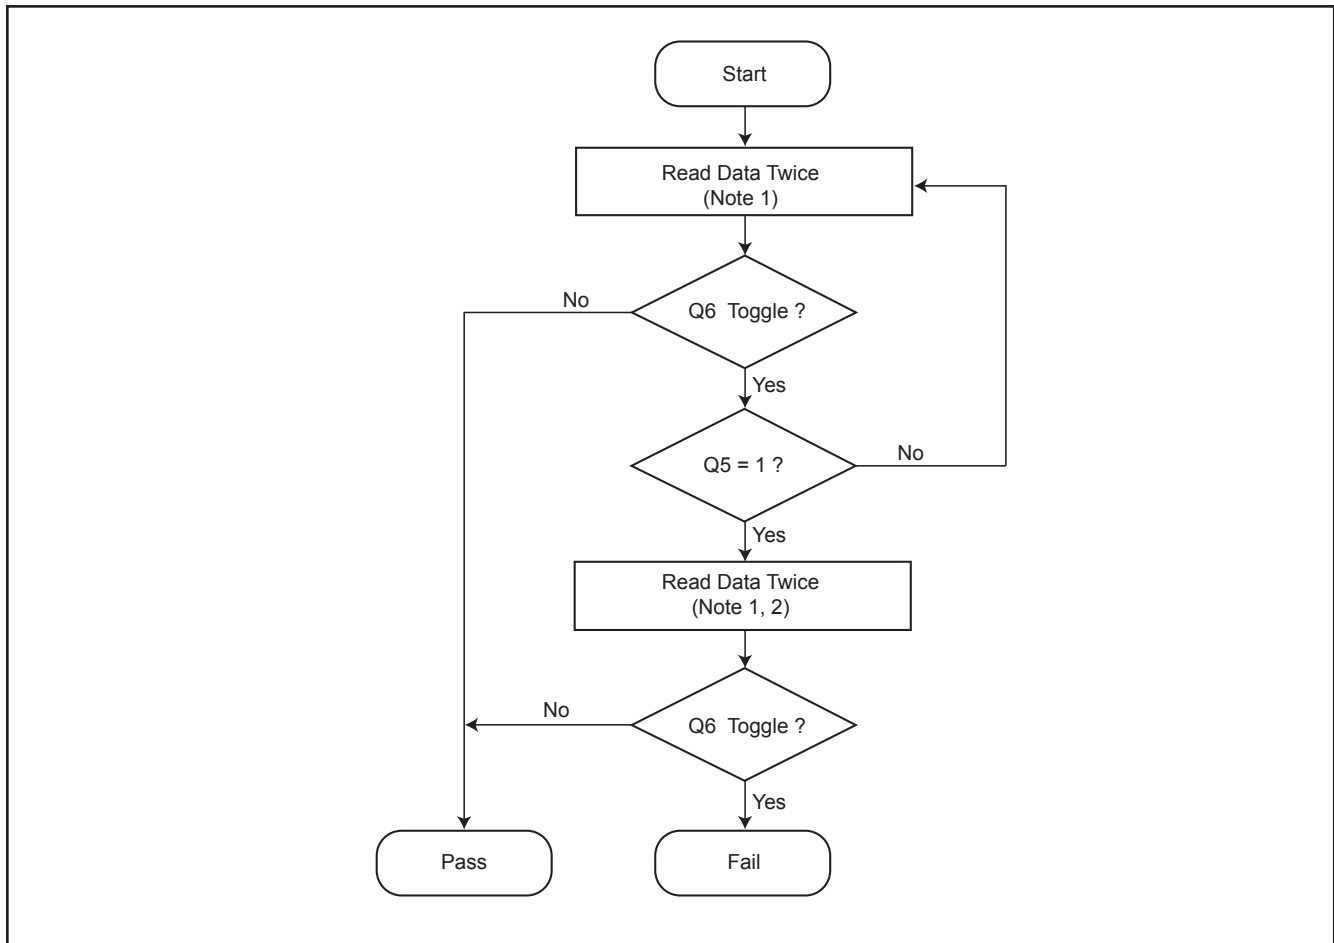 Start
Read Data Twice
(Note 1)
No
Q6 Toggle ?
Yes
Q5 = 1 ?
No
Yes
Read Data Twice
(Note 1, 2)
No
Q6 Toggle ?
Yes
Pass
Fail